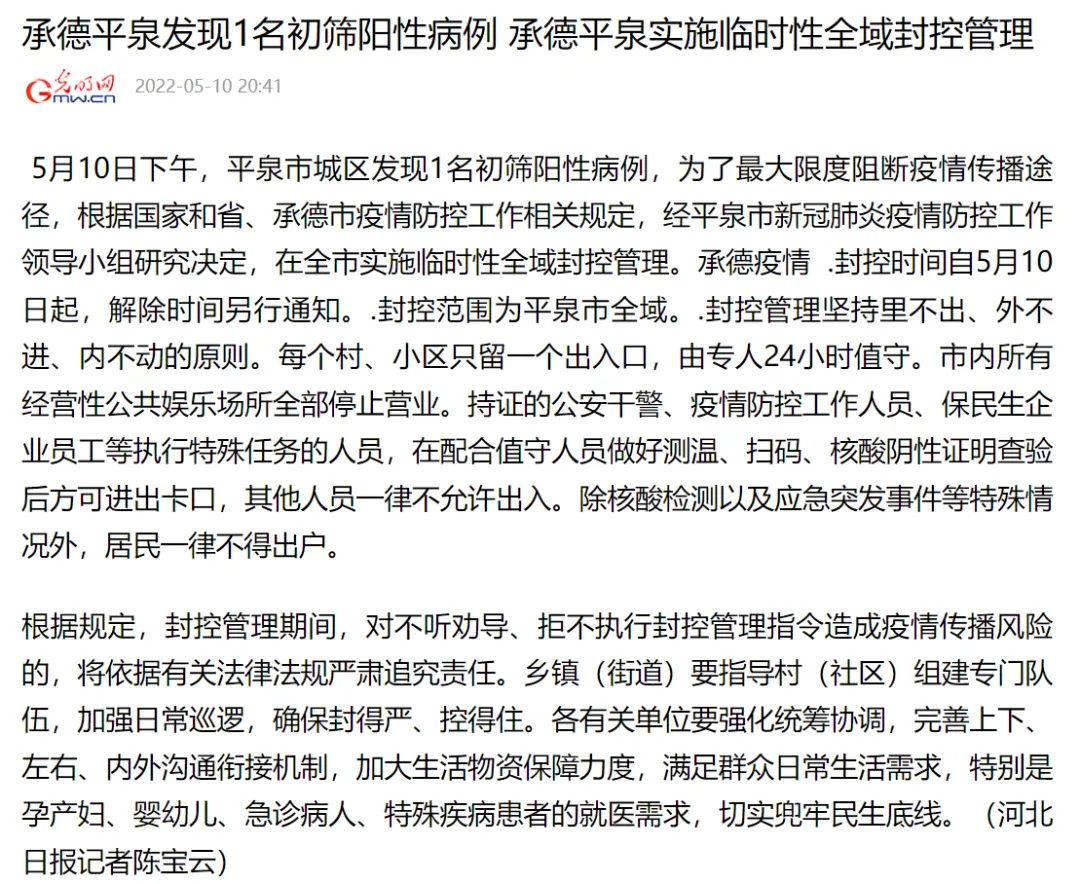 承德平泉发现1名初筛阳性病例 承德平泉实施临时性全域封控管理
光明网
GMW.CN 2022-05-10 20:41
5月10日下午，平泉市城区发现1名初筛阳性病例，为了最大限度阻断疫情传播途
径，根据国家和省、承德市疫情防控工作相关规定，经平泉市新冠肺炎疫情防控工作
领导小组研究决定，在全市实施临时性全域封控管理。承德疫情 .封控时间自5月10
日起，解除时间另行通知。.封控范围为平泉市全域。.封控管理坚持里不出、外不
进、内不动的原则。每个村、小区只留一个出入口，由专人24小时值守。市内所有
经营性公共娱乐场所全部停止营业。持证的公安干警、疫情防控工作人员、保民生企
业员工等执行特殊任务的人员，在配合值守人员做好测温、扫码、核酸阴性证明查验
后方可进出卡口，其他人员一律不允许出入。除核酸检测以及应急突发事件等特殊情
况外，居民一律不得出户。
根据规定，封控管理期间，对不听劝导、拒不执行封控管理指令造成疫情传播风险
的，将依据有关法律法规严肃追究责任。乡镇（街道）要指导村（社区）组建专门队
伍，加强日常巡逻，确保封得严、控得住。各有关单位要强化统筹协调，完善上下、
左右、内外沟通衔接机制，加大生活物资保障力度，满足群众日常生活需求，特别是
孕产妇、婴幼儿、急诊病人、特殊疾病患者的就医需求，切实兜牢民生底线。（河北
日报记者陈宝云）